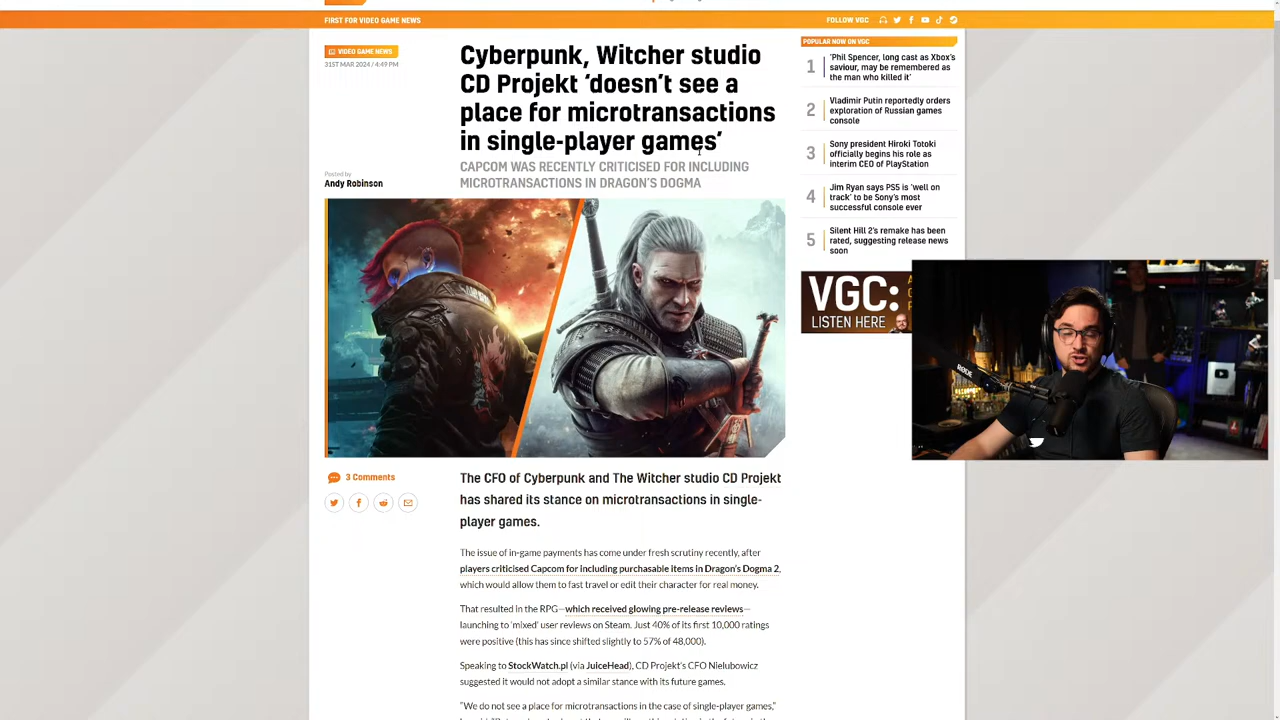 FIRST FOR VIDEO GAME NEWS
FOLLOW VGC
VIDEO GAME NEWS
31ST MAR 2024 / 4:49 PM
Cyberpunk, Witcher studio
CD Projekt ‘doesn’t see a
place for microtransactions
in single-player games’
CAPCOM WAS RECENTLY CRITICISED FOR INCLUDING
MICROTRANSACTIONS IN DRAGON’S DOGMA
Posted by
Andy Robinson
3 Comments
The CFO of Cyberpunk and The Witcher studio CD Projekt
has shared its stance on microtransactions in single-
player games.
The issue of in-game payments has come under fresh scrutiny recently, after
players criticised Capcom for including purchasable items in Dragon’s Dogma 2,
which would allow them to fast travel or edit their character for real money.
That resulted in the RPG—which received glowing pre-release reviews—
launching to ‘mixed’ user reviews on Steam. Just 40% of its first 10,000 ratings
were positive (this has since shifted slightly to 57% of 48,000).
Speaking to StockWatch.pl (via JuiceHead), CD Projekt’s CFO Nielubowicz
suggested it would not adopt a similar stance with its future games.
“We do not see a place for microtransactions in the case of single-player games,”
POPULAR NOW ON VGC
1
‘Phil Spencer, long cast as Xbox’s
saviour, may be remembered as
the man who killed it’
2
Vladimir Putin reportedly orders
exploration of Russian games
console
3
Sony president Hiroki Totoki
officially begins his role as
interim CEO of PlayStation
4
Jim Ryan says PS5 is ‘well on
track’ to be Sony’s most
successful console ever
5
Silent Hill 2’s remake has been
rated, suggesting release news
soon
VGC:
LISTEN HERE
RODE